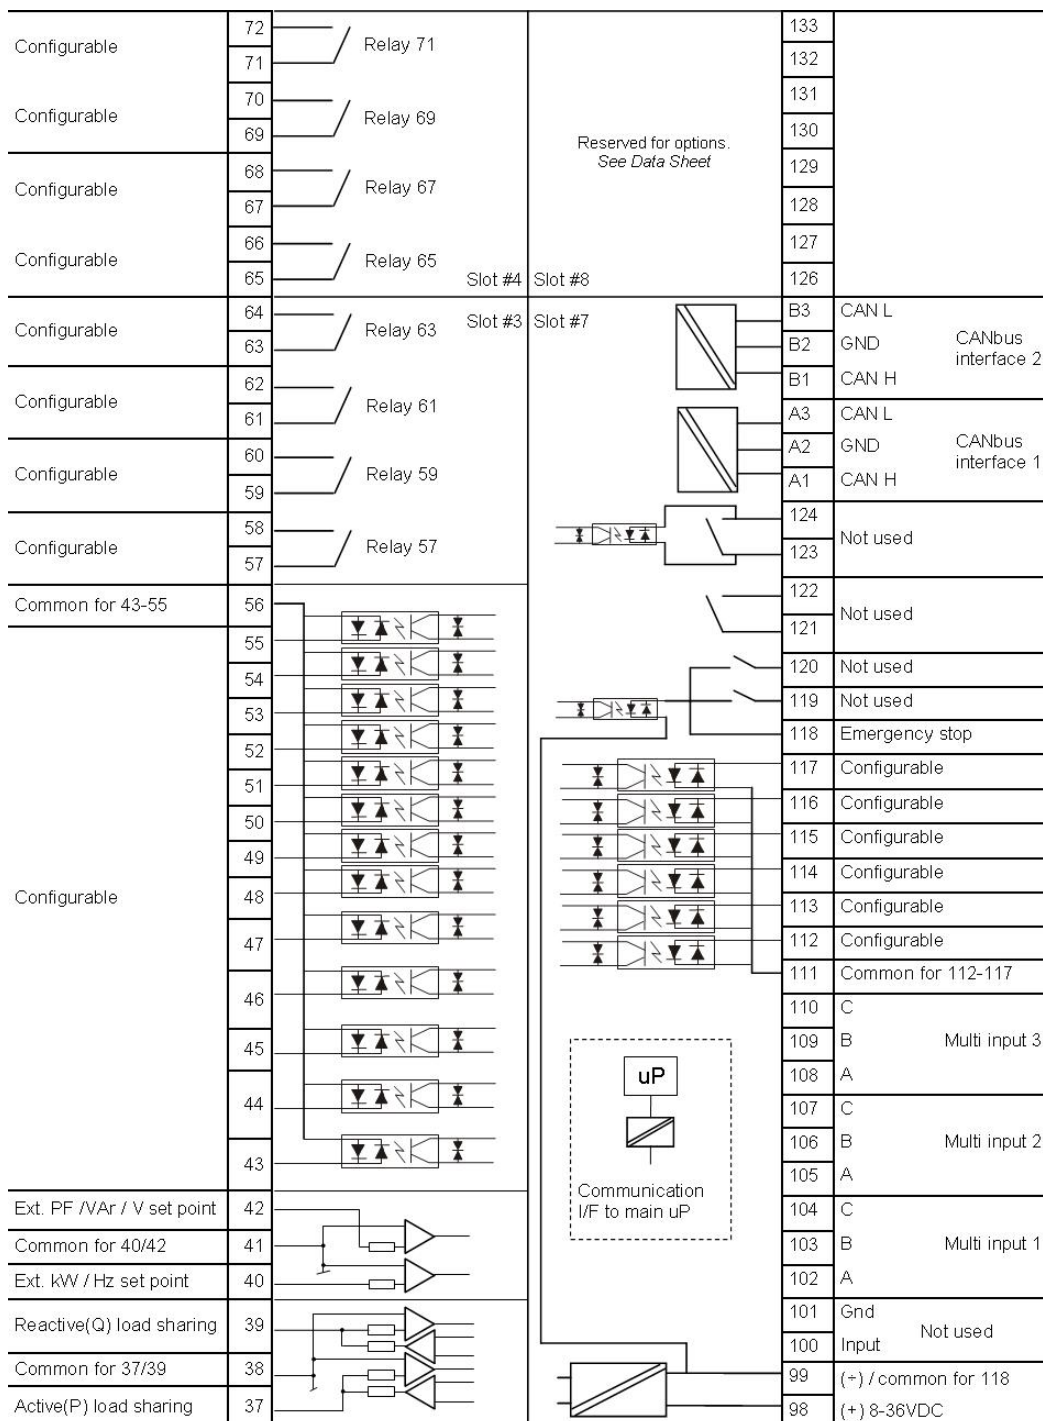 72
Configurable
Relay 71
71
70
Configurable
Relay 69
69
68
Configurable
Relay 67
67
66
Configurable
Relay 65
65
Slot #4
64
Configurable
Relay 63
Slot #3
63
62
Configurable
Relay 61
61
60
Configurable
Relay 59
59
58
Configurable
Relay 57
57
Common for 43-55
56
55
54
53
52
51
50
49
Configurable
48
47
46
45
44
43
Ext. PF /VAr / V set point
42
Common for 40/42
41
Ext. kW / Hz set point
40
Reactive(Q) load sharing
39
Common for 37/39
38
Active(P) load sharing
37
133
132
131
130
Reserved for options.
See Data Sheet
129
128
127
126
Slot #8
Slot #7
B3 CAN L
B2 GND
B1 CAN H
CANbus
interface 2
A3 CAN L
A2 GND
A1 CAN H
CANbus
interface 1
124
Not used
123
122
Not used
121
120 Not used
119 Not used
118 Emergency stop
117 Configurable
116 Configurable
115 Configurable
114 Configurable
113 Configurable
112 Configurable
111 Common for 112-117
110 C
109 B Multi input 3
108 A
uP
Communication
I/F to main uP
107 C
106 B Multi input 2
105 A
104 C
103 B Multi input 1
102 A
101 Gnd
Not used
100 Input
99 (÷) / common for 118
98 (+) 8-36VDC